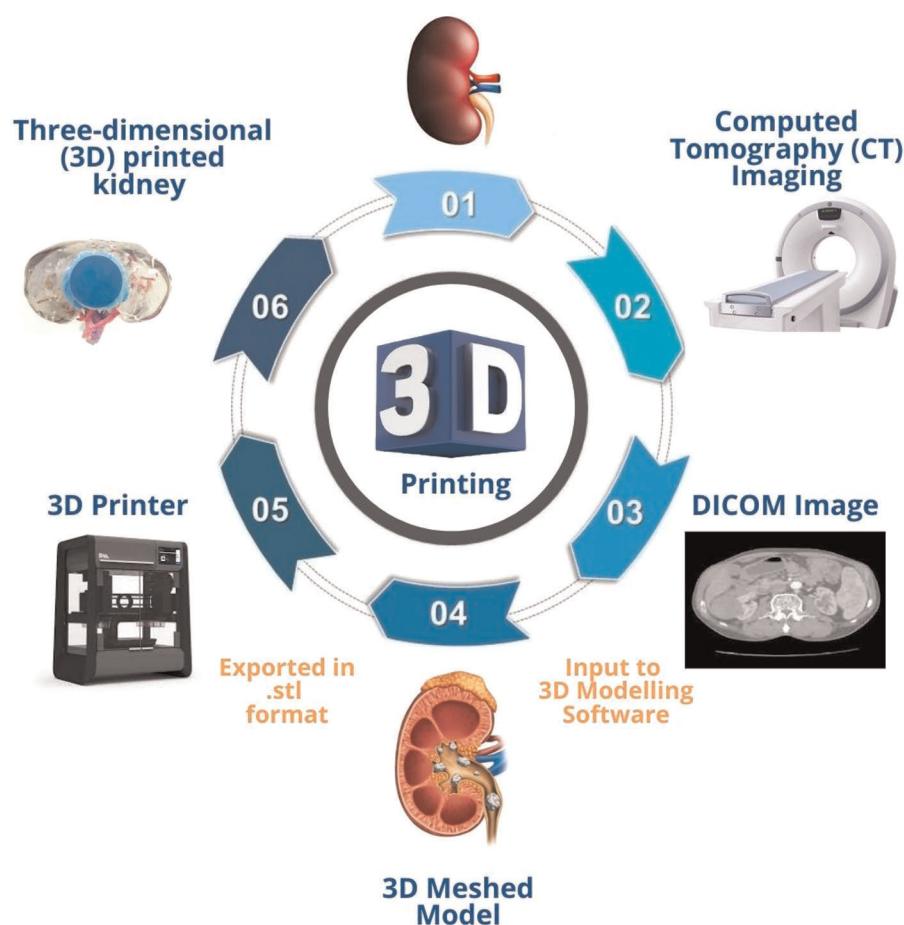 01
Computed
Tomography (CT)
Imaging
02
DICOM Image
03
Input to
3D Modelling
Software
04
3D Meshed
Model
Exported in
.stl
format
3D Printer
05
Three-dimensional
(3D) printed
kidney
06
3D
Printing